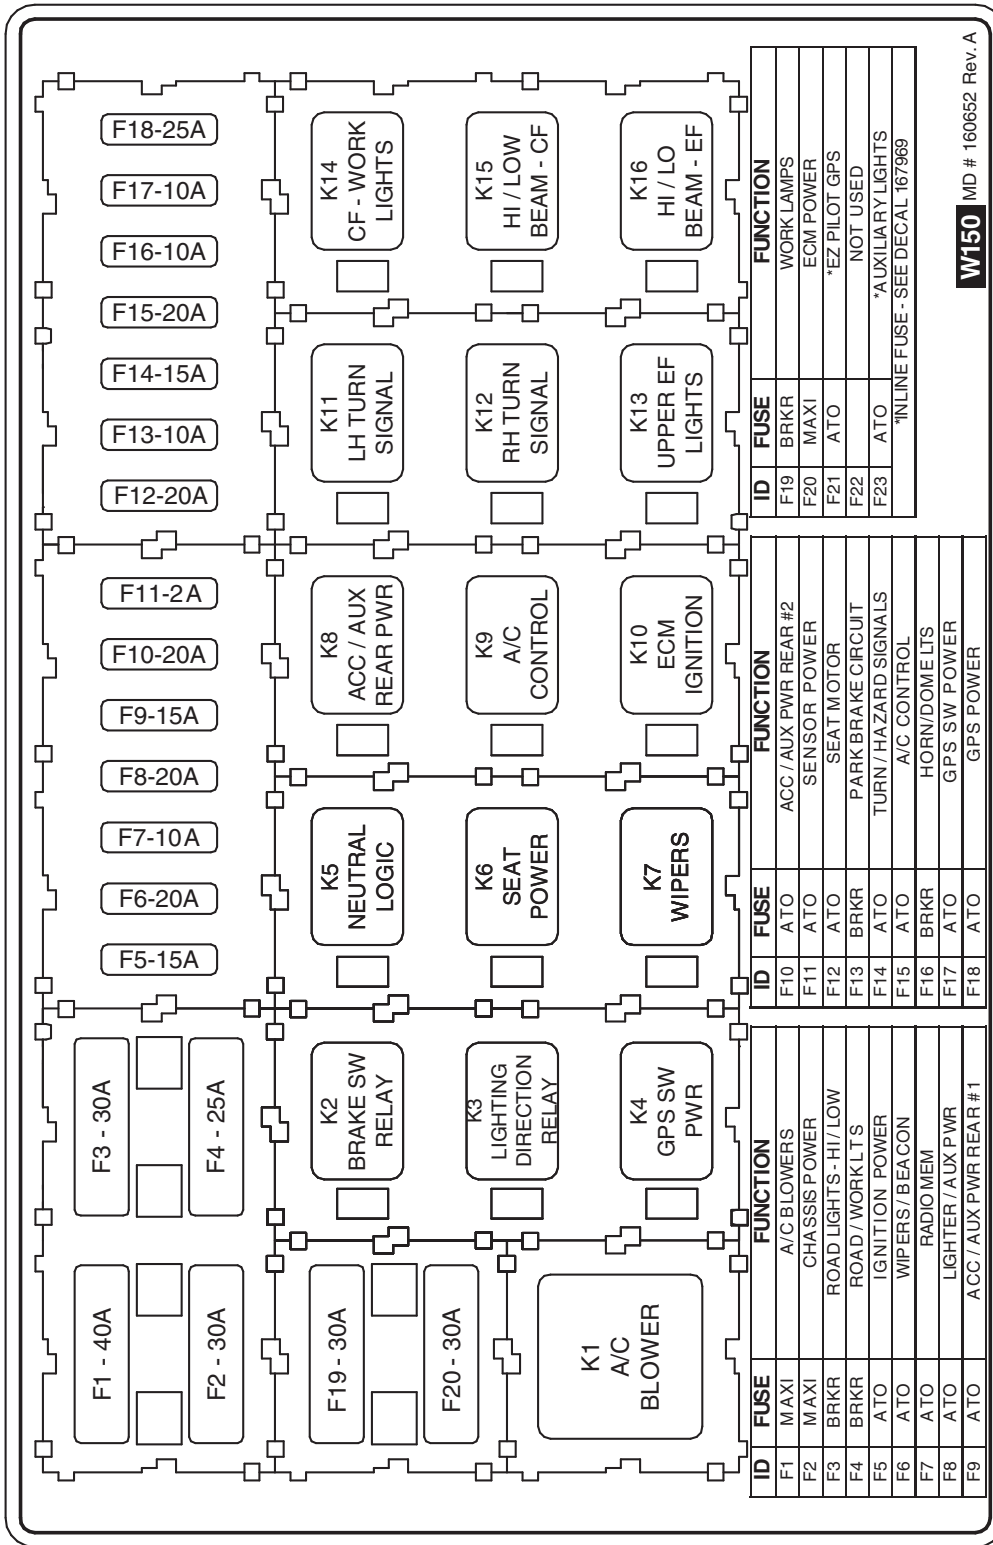 F1 - 40A
F2 - 30A
F3 - 30A
F4 - 25A
F5-15A
F6-20A
F7-10A
F8-20A
F9-15A
F10-20A
F11-2A
F12-20A
F13-10A
F14-15A
F15-20A
F16-10A
F17-10A
F18-25A
F19 - 30A
F20 - 30A
K1
A/C
BLOWER
K2
BRAKE SW
RELAY
K3
LIGHTING
DIRECTION
RELAY
K4
GPS SW
PWR
K5
NEUTRAL
LOGIC
K6
SEAT
POWER
K7
WIPERS
K8
ACC / AUX
REAR PWR
K9
A/C
CONTROL
K10
ECM
IGNITION
K11
LH TURN
SIGNAL
K12
RH TURN
SIGNAL
K13
UPPER EF
LIGHTS
K14
CF - WORK
LIGHTS
K15
HI / LOW
BEAM - CF
K16
HI / LO
BEAM - EF
ID FUSE FUNCTION
F1 MAXI A/C BLOWERS
F2 MAXI CHASSIS POWER
F3 BRKR ROAD LIGHTS - HI / LOW
F4 BRKR ROAD / WORK LTS
F5 ATO IGNITION POWER
F6 ATO WIPERS / BEACON
F7 ATO RADIO MEM
F8 ATO LIGHTER / AUX PWR
F9 ATO ACC / AUX PWR REAR #1
ID FUSE FUNCTION
F10 ATO ACC / AUX PWR REAR #2
F11 ATO SENSOR POWER
F12 ATO SEAT MOTOR
F13 BRKR PARK BRAKE CIRCUIT
F14 ATO TURN / HAZARD SIGNALS
F15 ATO A/C CONTROL
F16 BRKR HORN/DOME LTS
F17 ATO GPS SW POWER
F18 ATO GPS POWER
ID FUSE FUNCTION
F19 BRKR WORK LAMPS
F20 MAXI ECM POWER
F21 ATO *EZ PILOT GPS
F22 NOT USED
F23 ATO *AUXILIARY LIGHTS
*INLINE FUSE - SEE DECAL 167969
W150 MD # 160652 Rev. A